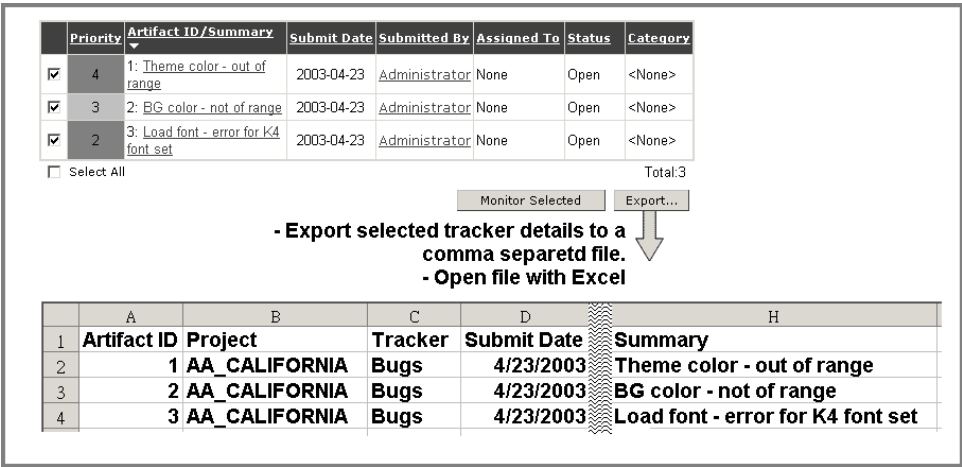 Priority Artifact ID/Summary Submit Date Submitted By Assigned To Status Category
4 1: Theme color - out of range 2003-04-23 Administrator None Open <None>
3 2: BG color - not of range 2003-04-23 Administrator None Open <None>
2 3: Load font - error for K4 font set 2003-04-23 Administrator None Open <None>
Select All Total:3
Monitor Selected Export...
- Export selected tracker details to a
comma separetd file.
- Open file with Excel
A B C D H
1 Artifact ID Project Tracker Submit Date Summary
2 1 AA_CALIFORNIA Bugs 4/23/2003 Theme color - out of range
3 2 AA_CALIFORNIA Bugs 4/23/2003 BG color - not of range
4 3 AA_CALIFORNIA Bugs 4/23/2003 Load font - error for K4 font set